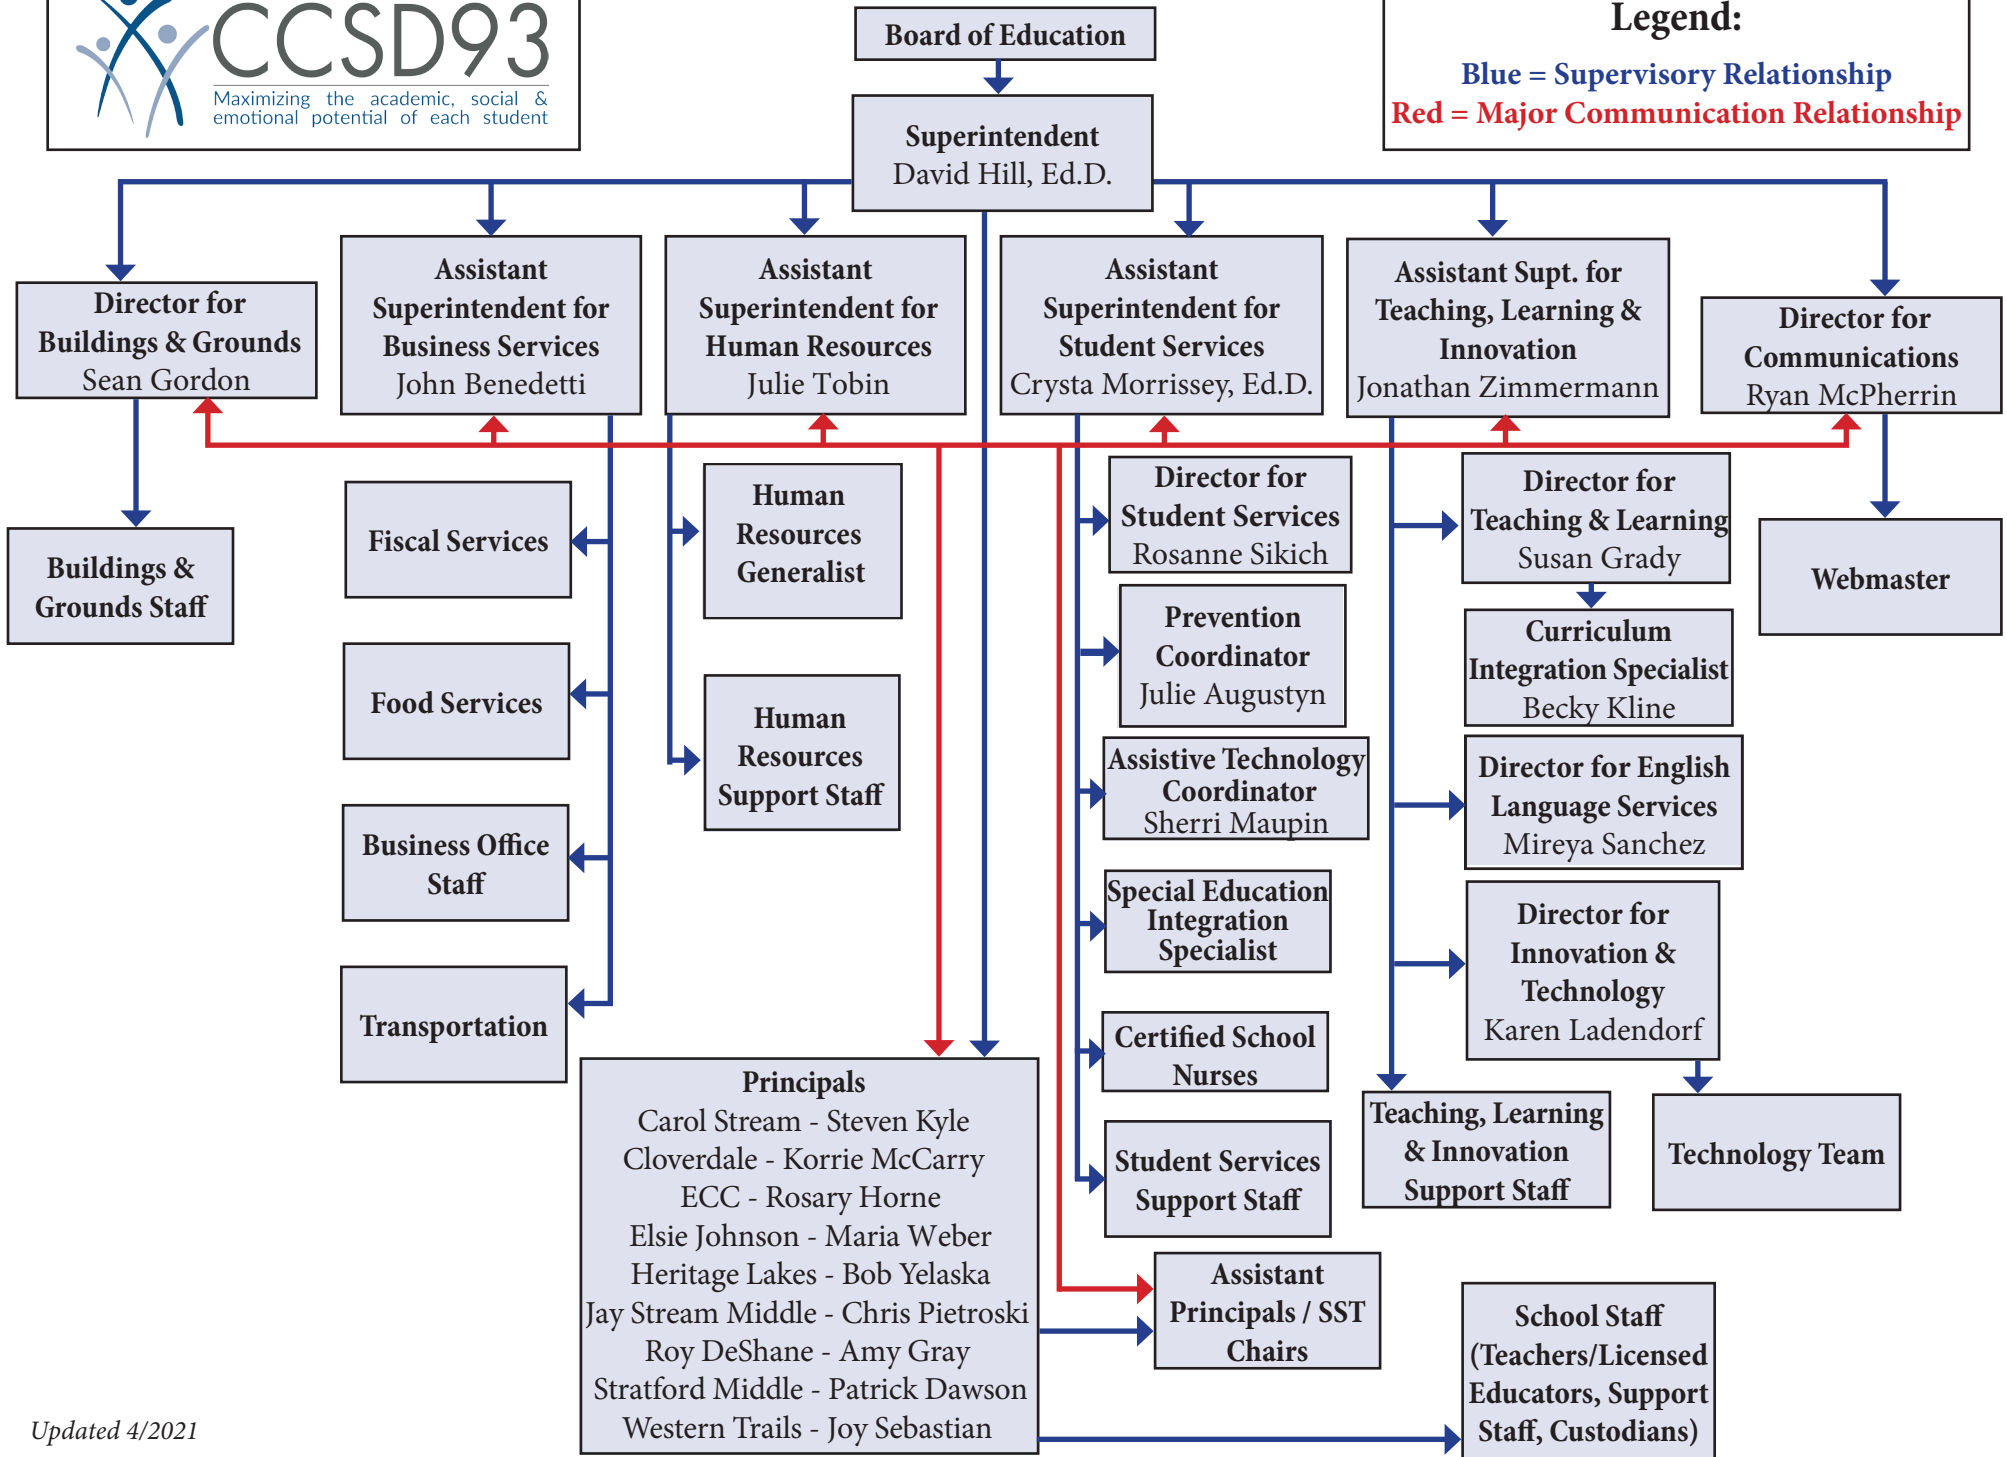 CCSD93
Maximizing the academic, social &
emotional potential of each student
Board of Education
Legend:
Blue = Supervisory Relationship
Red = Major Communication Relationship
Superintendent
David Hill, Ed.D.
Director for
Buildings & Grounds
Sean Gordon
Assistant
Superintendent for
Business Services
John Benedetti
Assistant
Superintendent for
Human Resources
Julie Tobin
Assistant
Superintendent for
Student Services
Crysta Morrissey, Ed.D.
Assistant Supt. for
Teaching, Learning &
Innovation
Jonathan Zimmermann
Director for
Communications
Ryan McPherrin
Buildings &
Grounds Staff
Fiscal Services
Food Services
Business Office
Staff
Transportation
Human
Resources
Generalist
Human
Resources
Support Staff
Director for
Student Services
Rosanne Sikich
Prevention
Coordinator
Julie Augustyn
Assistive Technology
Coordinator
Sherri Maupin
Special Education
Integration
Specialist
Certified School
Nurses
Student Services
Support Staff
Director for
Teaching & Learning
Susan Grady
Curriculum
Integration Specialist
Becky Kline
Director for English
Language Services
Mireya Sanchez
Director for
Innovation &
Technology
Karen Ladendorf
Teaching, Learning
& Innovation
Support Staff
Technology Team
Webmaster
Principals
Carol Stream - Steven Kyle
Cloverdale - Korrie McCarry
ECC - Rosary Horne
Elsie Johnson - Maria Weber
Heritage Lakes - Bob Yelaska
Jay Stream Middle - Chris Pietroski
Roy DeShane - Amy Gray
Stratford Middle - Patrick Dawson
Western Trails - Joy Sebastian
Assistant
Principals / SST
Chairs
School Staff
(Teachers/Licensed
Educators, Support
Staff, Custodians)
Updated 4/2021